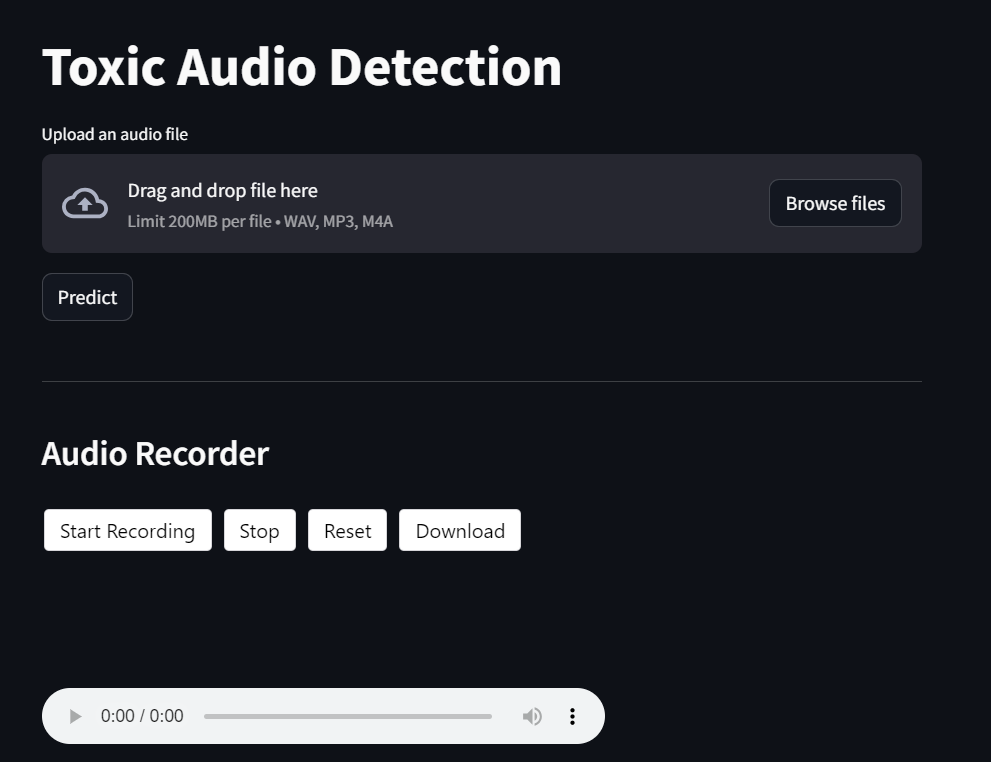 Toxic Audio Detection
Upload an audio file
Drag and drop file here
Limit 200MB per file • WAV, MP3, M4A
Browse files
Predict
Audio Recorder
Start Recording
Stop
Reset
Download
0:00 / 0:00